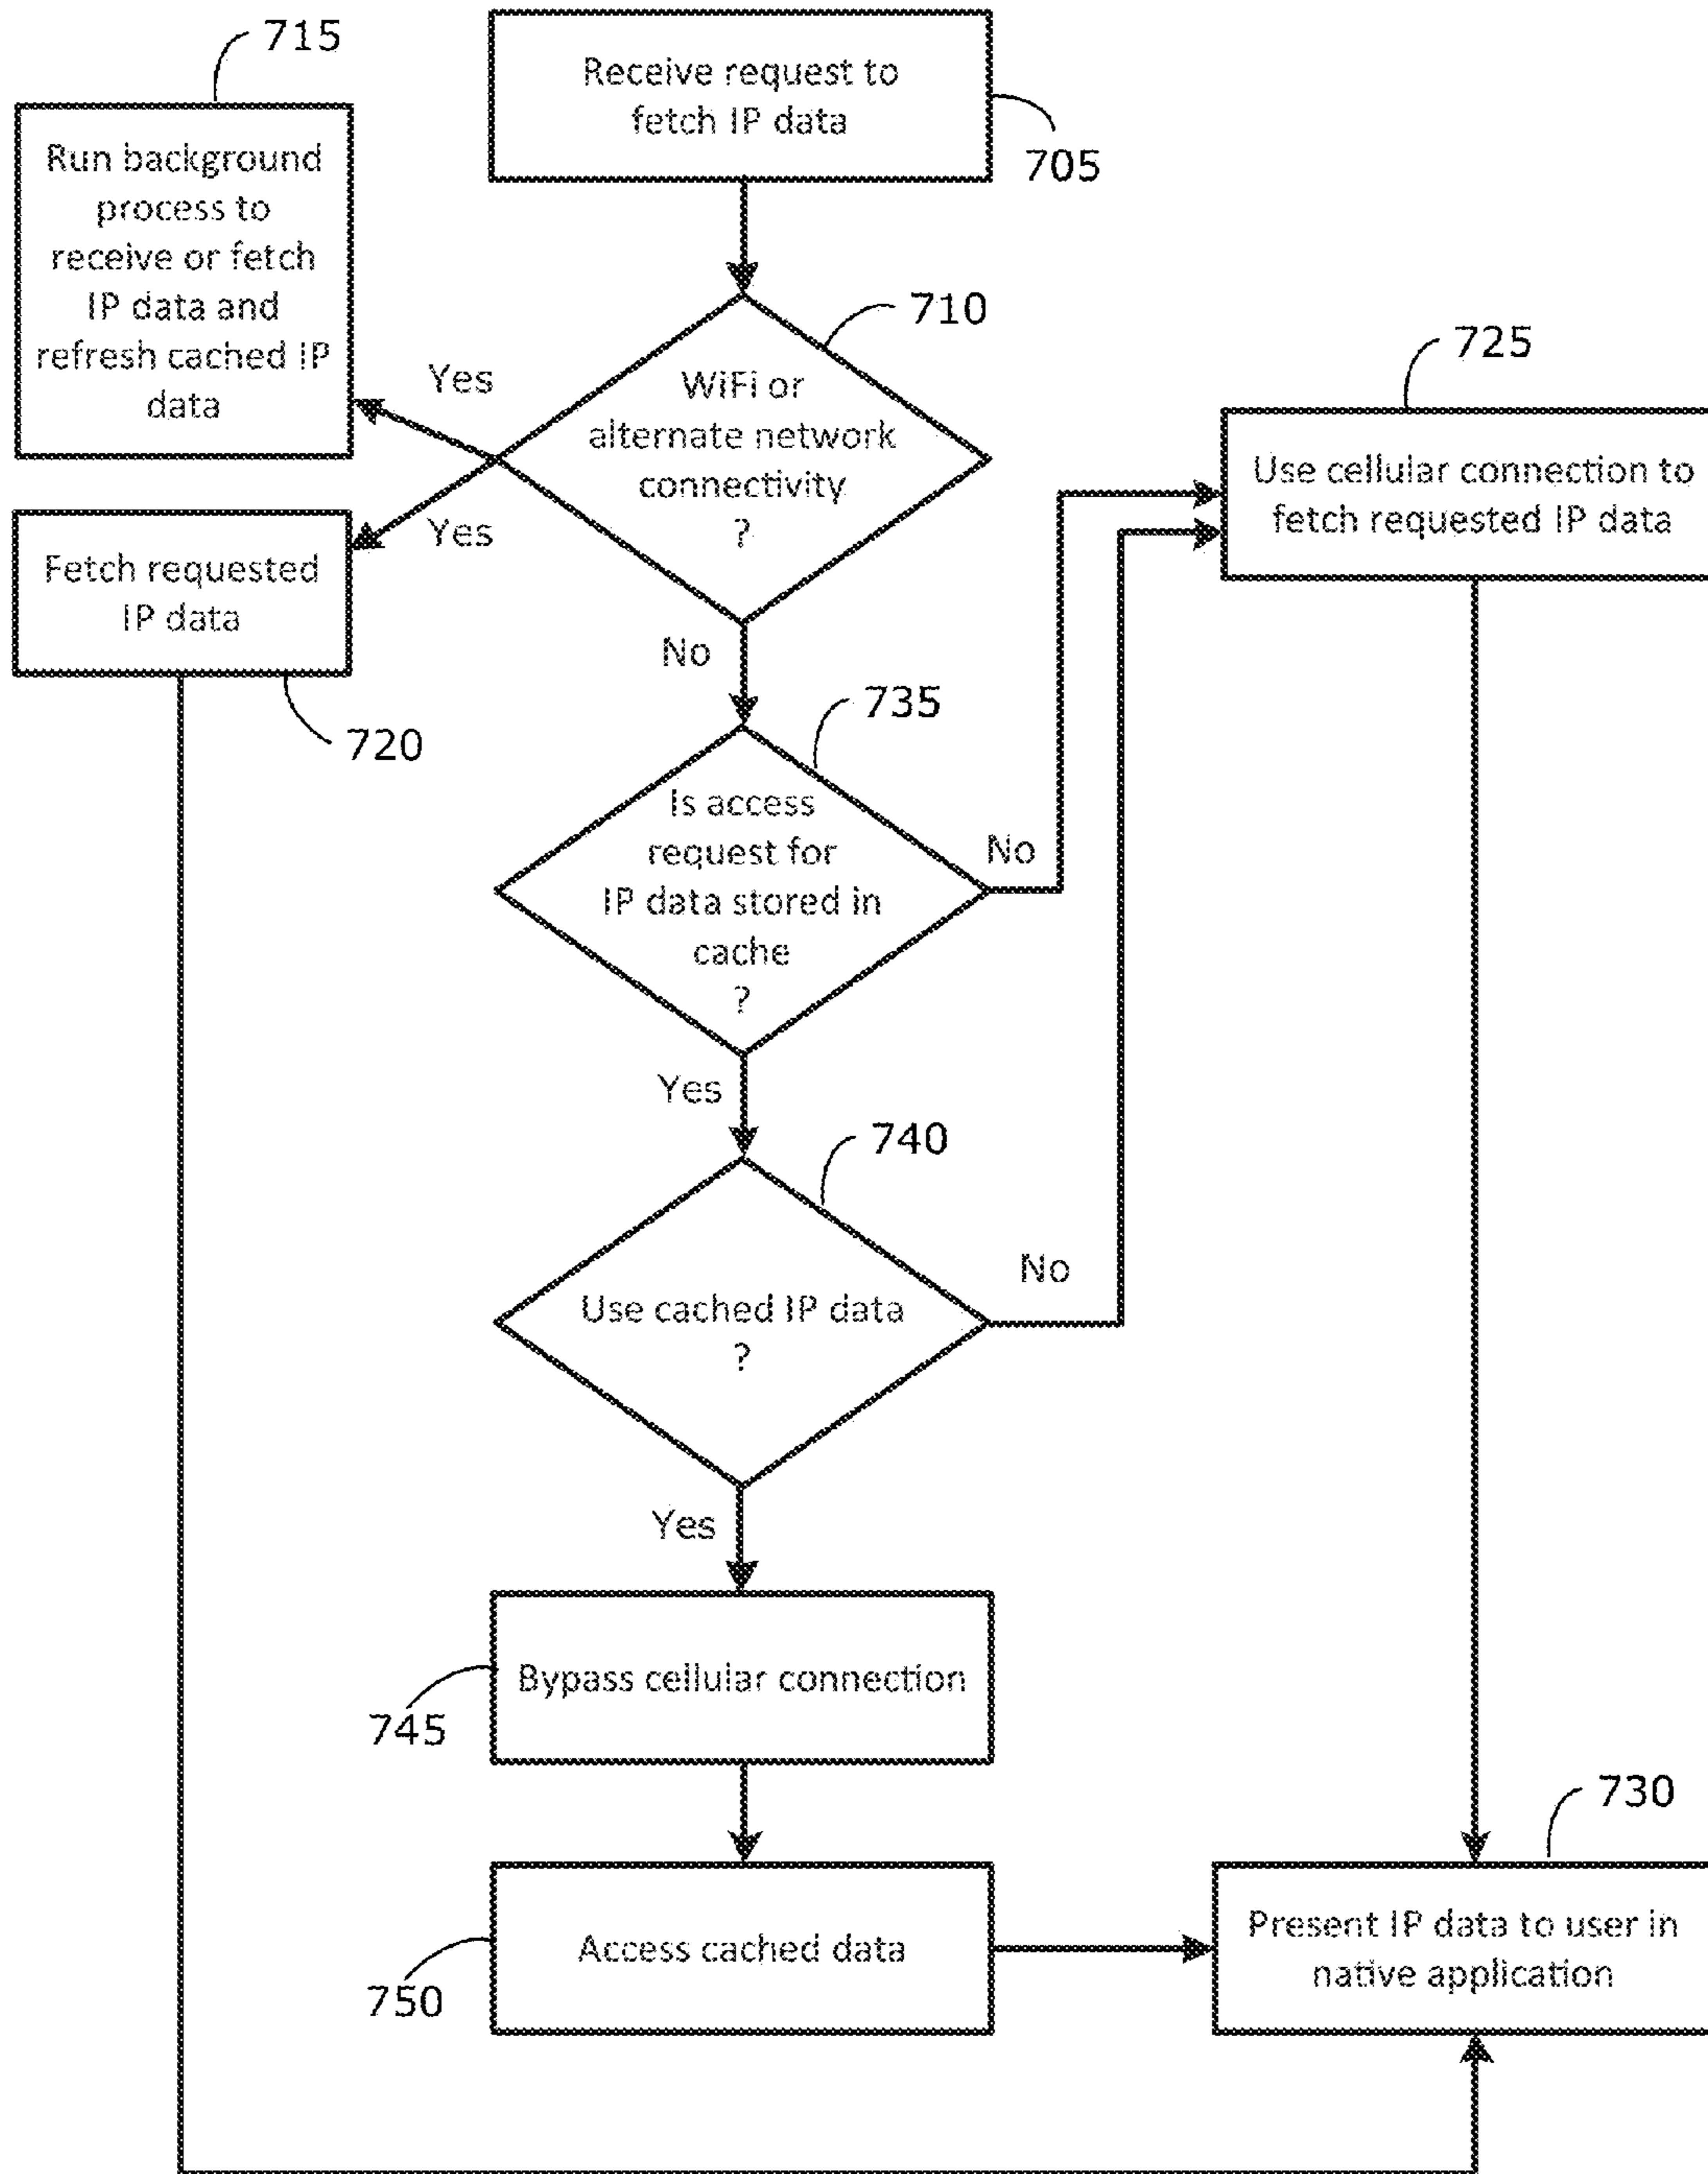 715
Receive request to
fetch IP data
705
Run background
process to
receive or fetch
IP data and
refresh cached IP
data
710
Yes
WiFi or
alternate network
connectivity
?
725
Use cellular connection to
fetch requested IP data
Yes
Fetch requested
IP data
720
No
735
Is access
request for
IP data stored in
cache
?
No
Yes
740
Use cached IP data
?
No
Yes
Bypass cellular connection
745
730
Access cached data
750
Present IP data to user in
native application